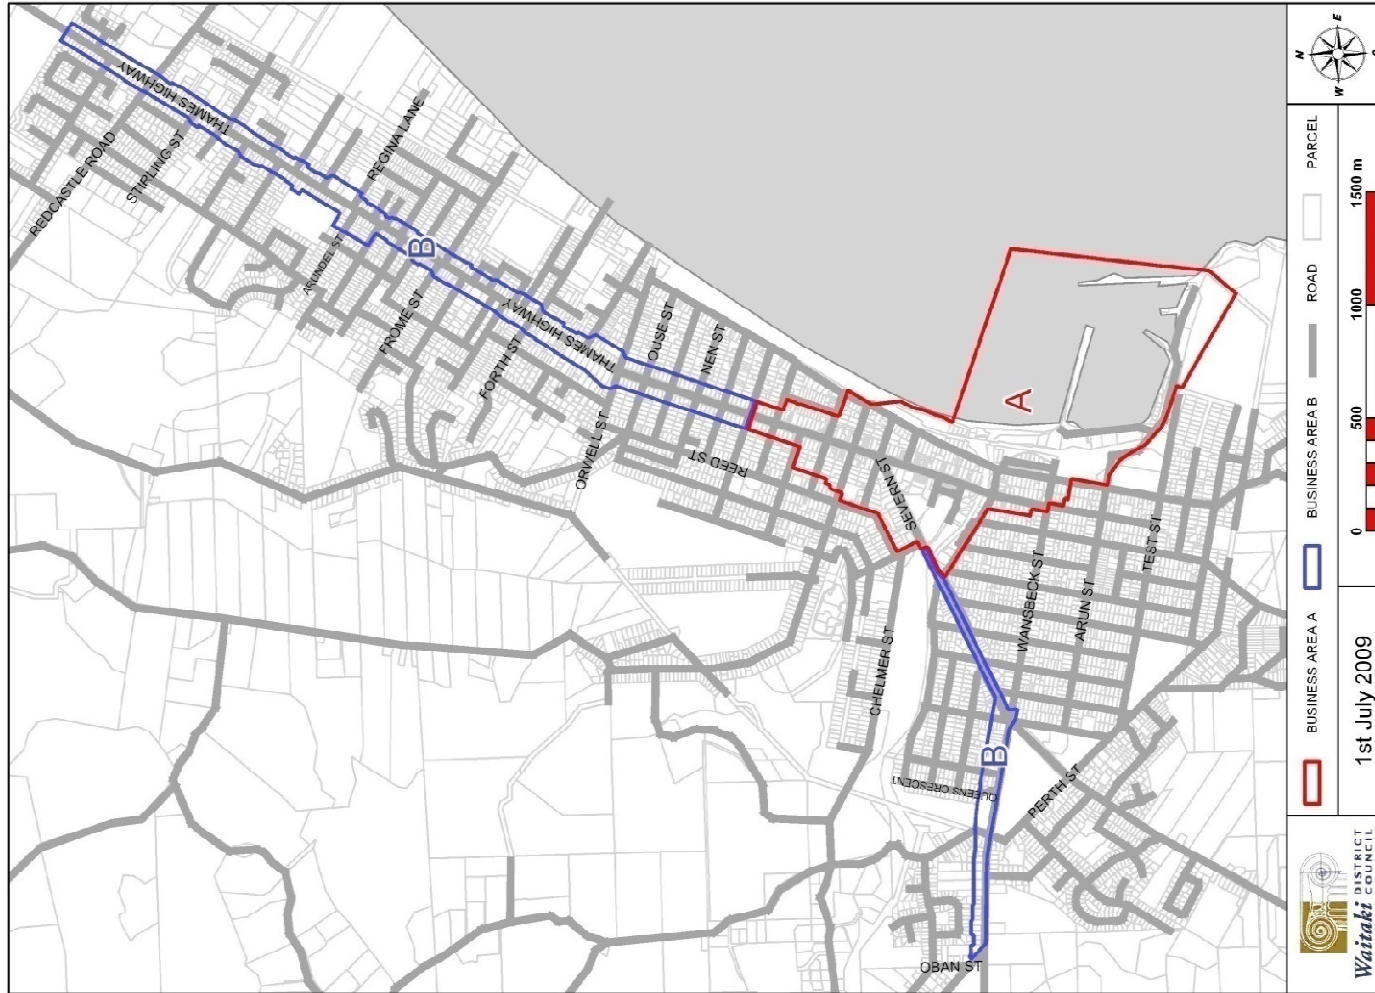 REDCASTLE ROAD
STIRLING ST
THAMES HIGHWAY
REGINA LANE
ARUNDEL ST
B
FROME ST
THAMES HIGHWAY
FORTH ST
OUSE ST
NEN ST
ORWELL ST
REED ST
A
SEVERN ST
WANSBECK ST
ARUN ST
TEST ST
CHELMER ST
B
QUEENS CRESCENT
PERTH ST
OBAN ST
Waitaki DISTRICT COUNCIL
BUSINESS AREA A
BUSINESS AREA B
ROAD
PARCEL
1st July 2009
0 500 1000 1500 m
N
E
S
W